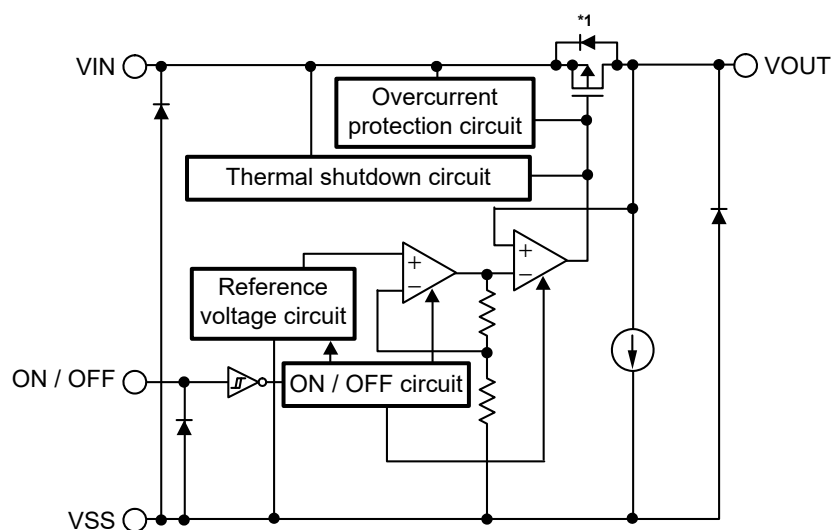 *1
VIN
VOUT
Overcurrent
protection circuit
Thermal shutdown circuit
+
−
+
−
Reference
voltage circuit
ON / OFF
ON / OFF circuit
VSS